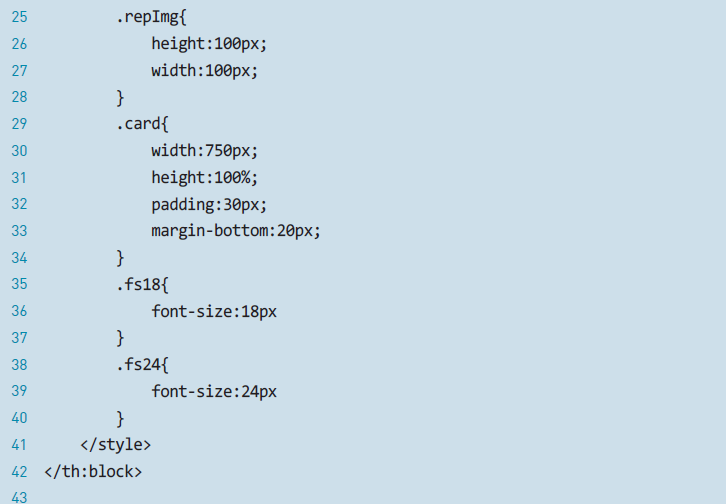 25 .repImg{
26 height:100px;
27 width:100px;
28 }
29 .card{
30 width:750px;
31 height:100%;
32 padding:30px;
33 margin-bottom:20px;
34 }
35 .fs18{
36 font-size:18px
37 }
38 .fs24{
39 font-size:24px
40 }
41 </style>
42 </th:block>
43